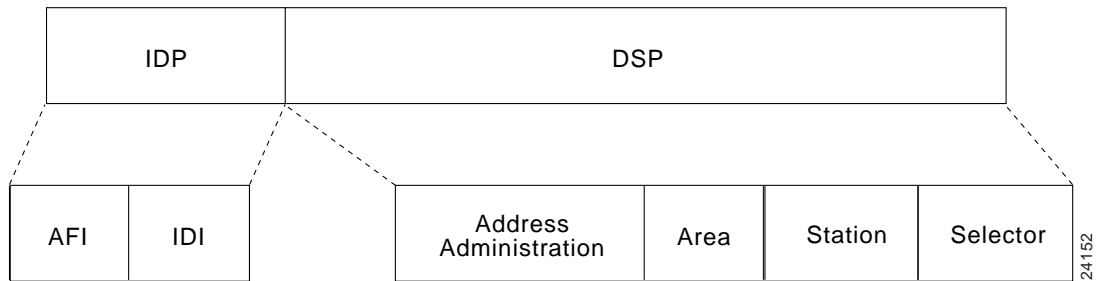 IDP
DSP
AFI
IDI
Address
Administration
Area
Station
Selector
24152